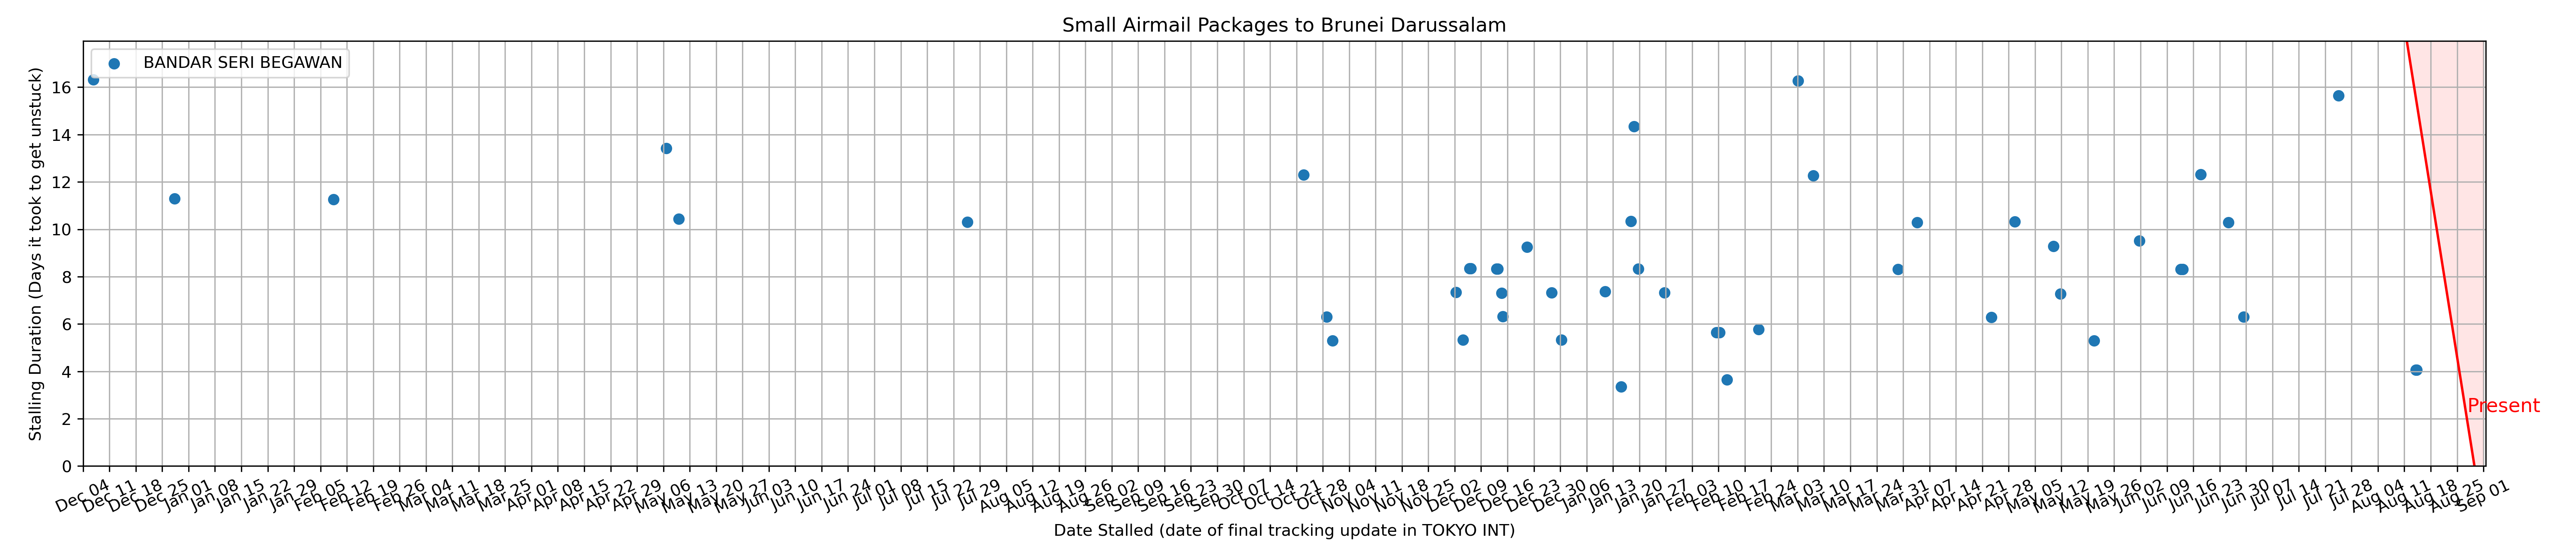 Small Airmail Packages to Brunei Darussalam
BANDAR SERI BEGAWAN
Stalling Duration (Days it took to get unstuck)
16
14
12
10
8
6
4
2
0
Present
Dec 04
Dec 11
Dec 18
Dec 25
Jan 01
Jan 08
Jan 15
Jan 22
Jan 29
Feb 05
Feb 12
Feb 19
Feb 26
Mar 04
Mar 11
Mar 18
Mar 25
Apr 01
Apr 08
Apr 15
Apr 22
Apr 29
May 06
May 13
May 20
May 27
Jun 03
Jun 10
Jun 17
Jun 24
Jul 01
Jul 08
Jul 15
Jul 22
Jul 29
Aug 05
Aug 12
Aug 19
Aug 26
Sep 02
Sep 09
Sep 16
Sep 23
Sep 30
Oct 07
Oct 14
Oct 21
Oct 28
Nov 04
Nov 11
Nov 18
Nov 25
Dec 02
Dec 09
Dec 16
Dec 23
Dec 30
Jan 06
Jan 13
Jan 20
Jan 27
Feb 03
Feb 10
Feb 17
Feb 24
Mar 03
Mar 10
Mar 17
Mar 24
Mar 31
Apr 07
Apr 14
Apr 21
Apr 28
May 05
May 12
May 19
May 26
Jun 02
Jun 09
Jun 16
Jun 23
Jun 30
Jul 07
Jul 14
Jul 21
Jul 28
Aug 04
Aug 11
Aug 18
Aug 25
Sep 01
Date Stalled (date of final tracking update in TOKYO INT)